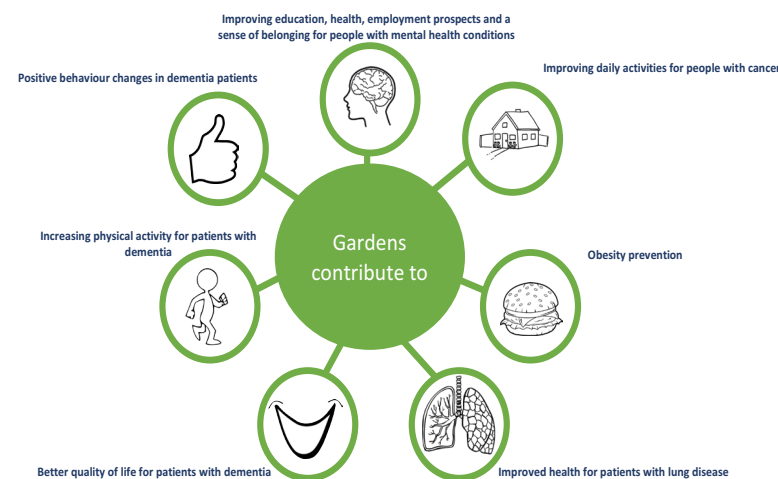 Improving education, health, employment prospects and a
sense of belonging for people with mental health conditions
Positive behaviour changes in dementia patients
Improving daily activities for people with cancer
Increasing physical activity for patients with
dementia
Gardens
contribute to
Obesity prevention
Better quality of life for patients with dementia
Improved health for patients with lung disease